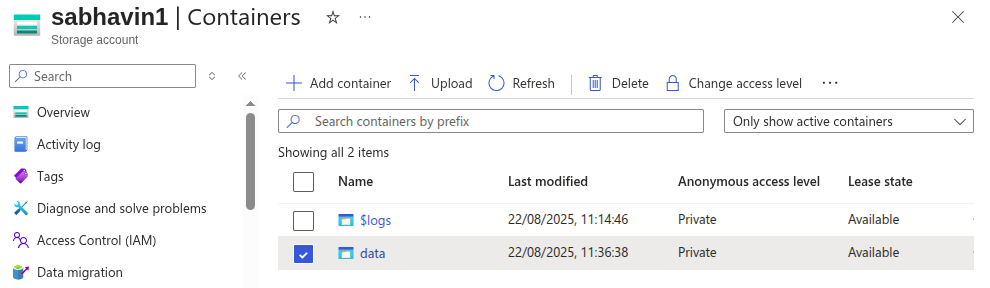 sabhavin1 | Containers
Storage account
Search
Overview
Activity log
Tags
Diagnose and solve problems
Access Control (IAM)
Data migration
Add container Upload Refresh Delete Change access level
Search containers by prefix Only show active containers
Showing all 2 items
Name Last modified Anonymous access level Lease state
$logs 22/08/2025, 11:14:46 Private Available
data 22/08/2025, 11:36:38 Private Available